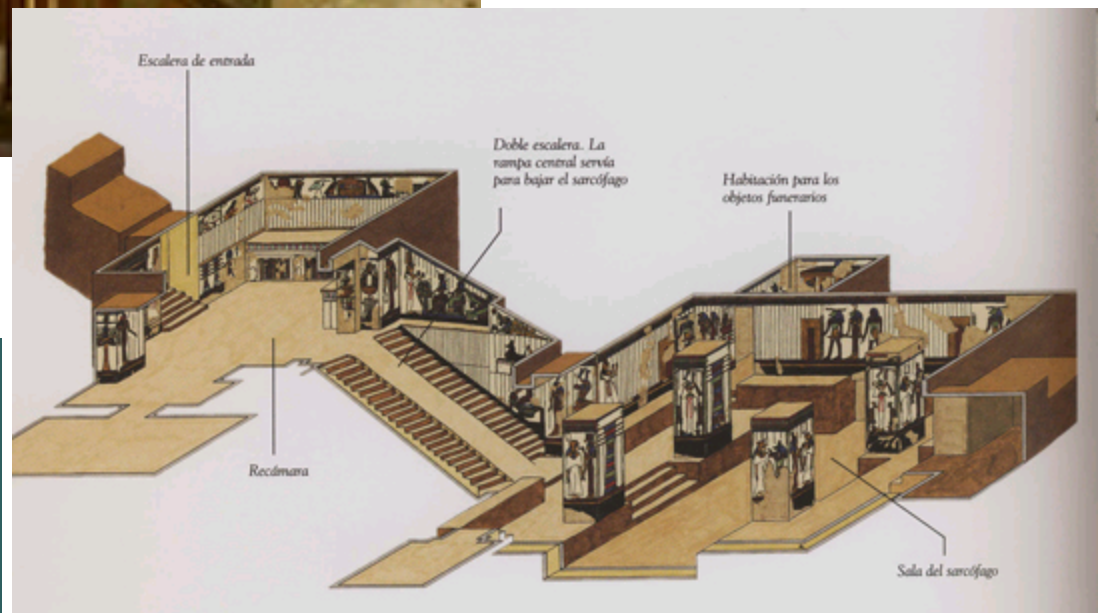 Escalera de entrada
Doble escalera. La
rampa central servía
para bajar el sarcófago
Habitación para los
objetos funerarios
Recámara
Sala del sarcófago